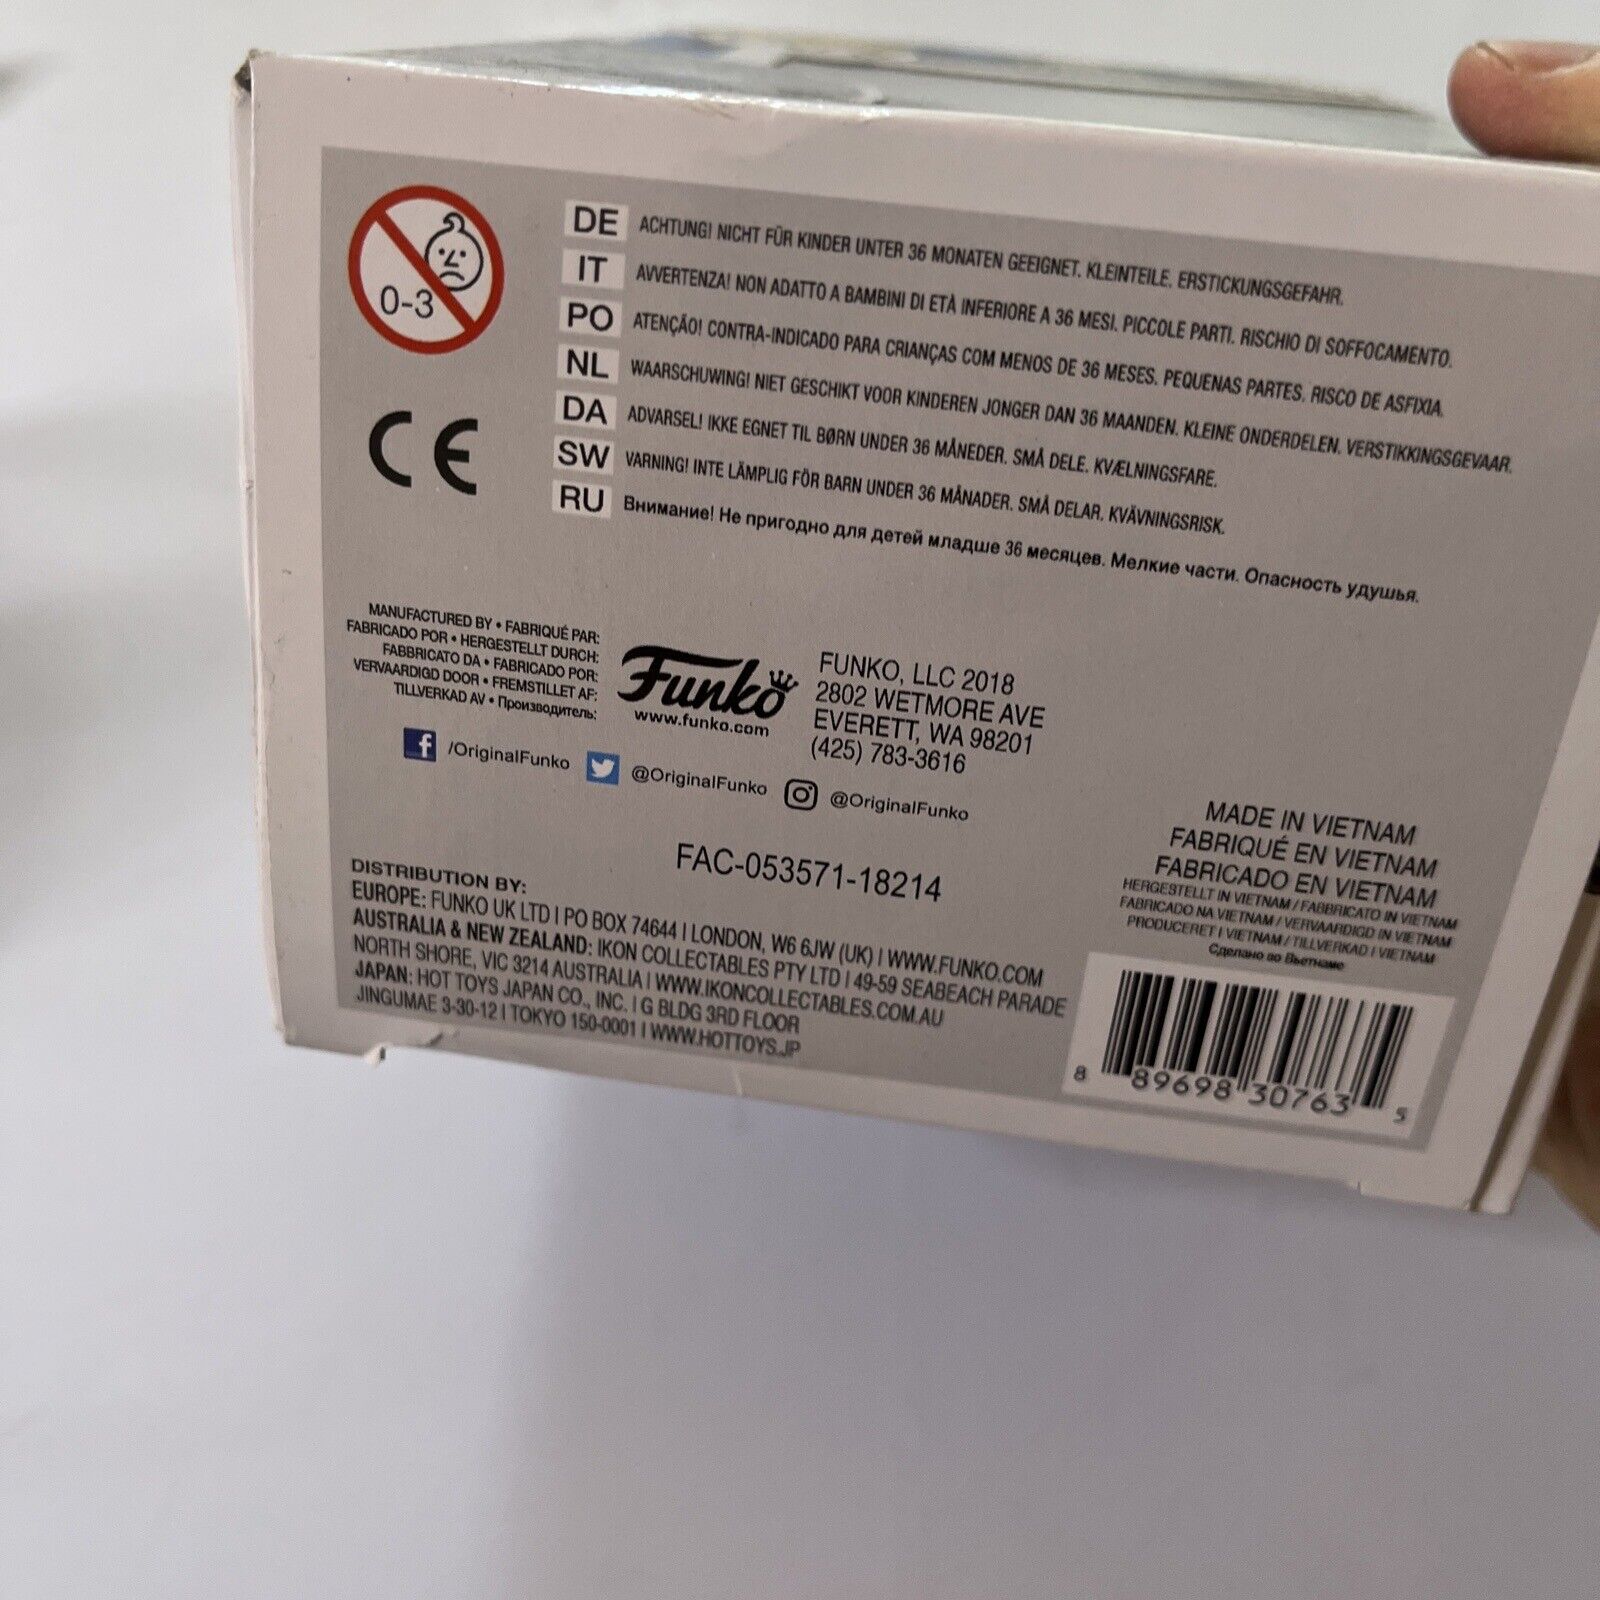 0-3
CE
DE ACHTUNG! NICHT FÜR KINDER UNTER 36 MONATEN GEEIGNET. KLEINTEILE. ERSTICKUNGSGEFAHR.
IT AVVERTENZA! NON ADATTO A BAMBINI DI ETÀ INFERIORE A 36 MESI. PICCOLE PARTI. RISCHIO DI SOFFOCAMENTO.
PO ATENÇÃO! CONTRA-INDICADO PARA CRIANÇAS COM MENOS DE 36 MESES. PEQUENAS PARTES. RISCO DE ASFIXIA.
NL WAARSCHUWING! NIET GESCHIKT VOOR KINDEREN JONGER DAN 36 MAANDEN. KLEINE ONDERDELEN. VERSTIKKINGSGEVAAR.
DA ADVARSEL! IKKE EGNET TIL BØRN UNDER 36 MÅNEDER. SMÅ DELE. KVÆLNINGSFARE.
SW VARNING! INTE LÄMPLIG FÖR BARN UNDER 36 MÅNADER. SMÅ DELAR. KVÄVNINGSRISK.
RU Внимание! Не пригодно для детей младше 36 месяцев. Мелкие части. Опасность удушья.
MANUFACTURED BY • FABRIQUÉ PAR:
FABRICADO POR • HERGESTELLT DURCH:
FABBRICATO DA • FABRICADO POR:
VERVAARDIGD DOOR • FREMSTILLET AF:
TILLVERKAD AV • Производитель:
Funko
www.funko.com
FUNKO, LLC 2018
2802 WETMORE AVE
EVERETT, WA 98201
(425) 783-3616
/OriginalFunko @OriginalFunko @OriginalFunko
FAC-053571-18214
DISTRIBUTION BY:
EUROPE: FUNKO UK LTD | PO BOX 74644 | LONDON, W6 6JW (UK) | WWW.FUNKO.COM
AUSTRALIA & NEW ZEALAND: IKON COLLECTABLES PTY LTD | 49-59 SEABEACH PARADE
NORTH SHORE, VIC 3214 AUSTRALIA | WWW.IKONCOLLECTABLES.COM.AU
JAPAN: HOT TOYS JAPAN CO., INC. | G BLDG 3RD FLOOR
JINGUMAE 3-30-12 | TOKYO 150-0001 | WWW.HOTTOYS.JP
MADE IN VIETNAM
FABRIQUÉ EN VIETNAM
FABRICADO EN VIETNAM
HERGESTELLT IN VIETNAM / FABBRICATO IN VIETNAM
FABRICADO NA VIETNAM / VERVAARDIGD IN VIETNAM
PRODUCERET I VIETNAM / TILLVERKAD I VIETNAM
Сделано во Вьетнаме
8 89698 30763 5